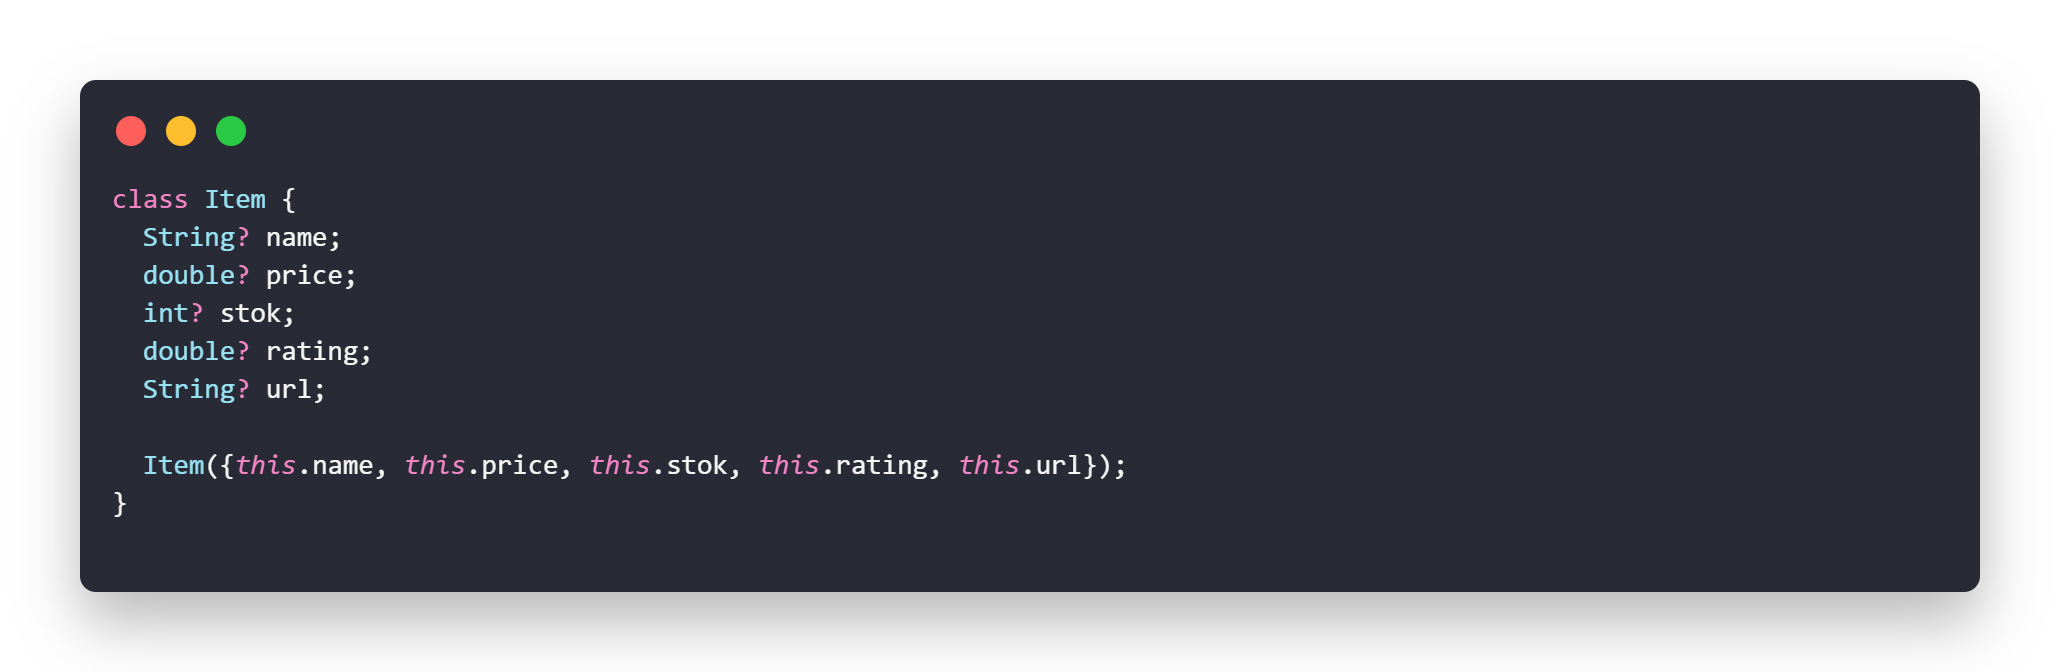 class Item {
  String? name;
  double? price;
  int? stok;
  double? rating;
  String? url;

  Item({this.name, this.price, this.stok, this.rating, this.url});
}